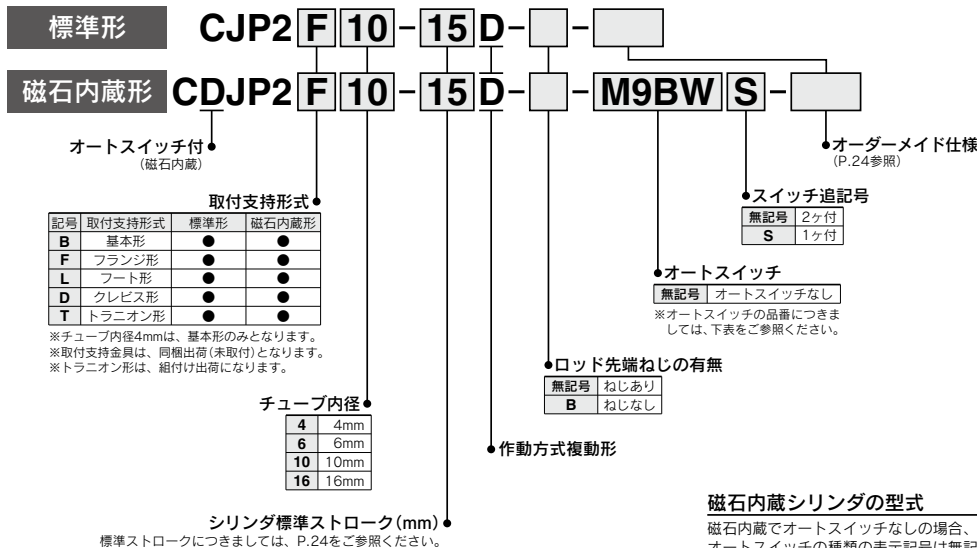 標準形 CJP2 F 10 - 15 D - -
磁石内蔵形 CDJP2 F 10 - 15 D - - M9BW S -
オートスイッチ付
(磁石内蔵)
取付支持形式
記号 取付支持形式 標準形 磁石内蔵形
B 基本形 ● ●
F フランジ形 ● ●
L フート形 ● ●
D クレビス形 ● ●
T トラニオン形 ● ●
※チューブ内径4mmは、基本形のみとなります。
※取付支持金具は、同梱出荷(未取付)となります。
※トラニオン形は、組付け出荷になります。
チューブ内径
4 4mm
6 6mm
10 10mm
16 16mm
シリンダ標準ストローク(mm)
標準ストロークにつきましては、P.24をご参照ください。
オーダーメイド仕様
(P.24参照)
スイッチ追記号
無記号 2ヶ付
S 1ヶ付
オートスイッチ
無記号 オートスイッチなし
※オートスイッチの品番につきま
しては、下表をご参照ください。
ロッド先端ねじの有無
無記号 ねじあり
B ねじなし
作動方式複動形
磁石内蔵シリンダの型式
磁石内蔵でオートスイッチなしの場合、